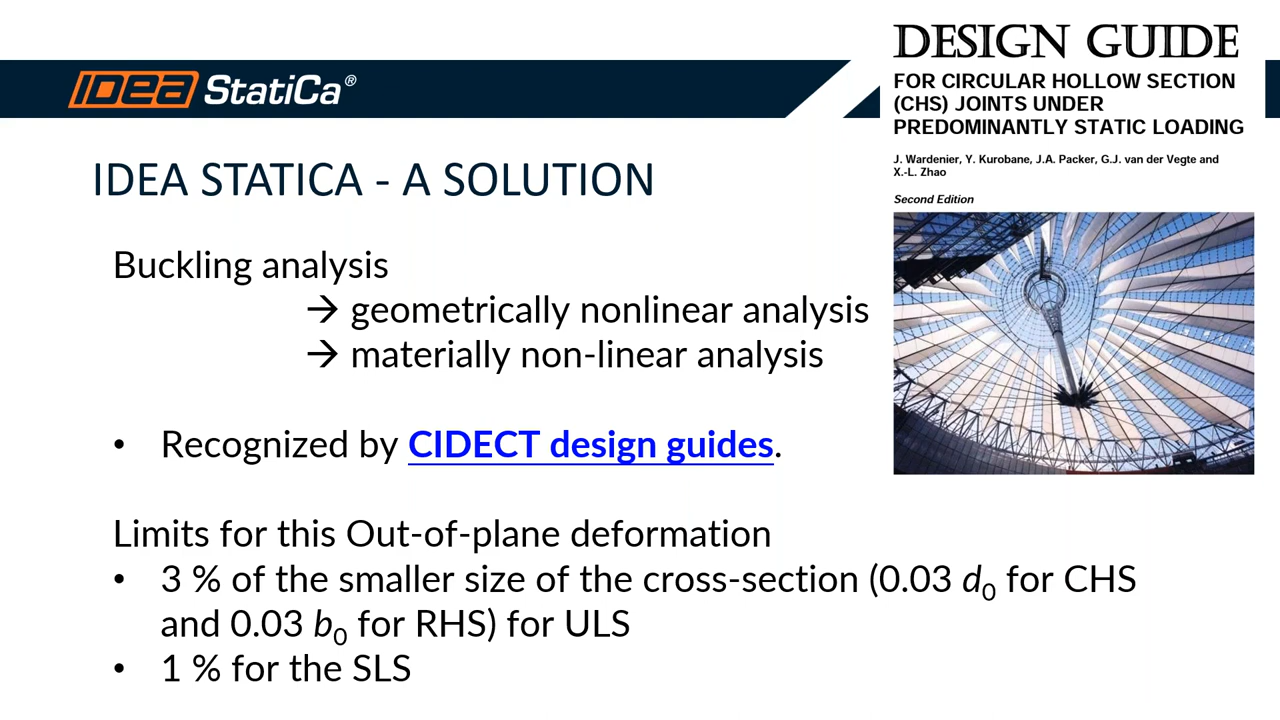 IDEA StatiCa®
DESIGN GUIDE
FOR CIRCULAR HOLLOW SECTION
(CHS) JOINTS UNDER
PREDOMINANTLY STATIC LOADING
J. Wardenier, Y. Kurobane, J.A. Packer, G.J. van der Vegte and
X.-L. Zhao
Second Edition
IDEA STATICA - A SOLUTION
Buckling analysis
→ geometrically nonlinear analysis
→ materially non-linear analysis
• Recognized by CIDECT design guides.
Limits for this Out-of-plane deformation
• 3 % of the smaller size of the cross-section (0.03 d₀ for CHS
and 0.03 b₀ for RHS) for ULS
• 1 % for the SLS